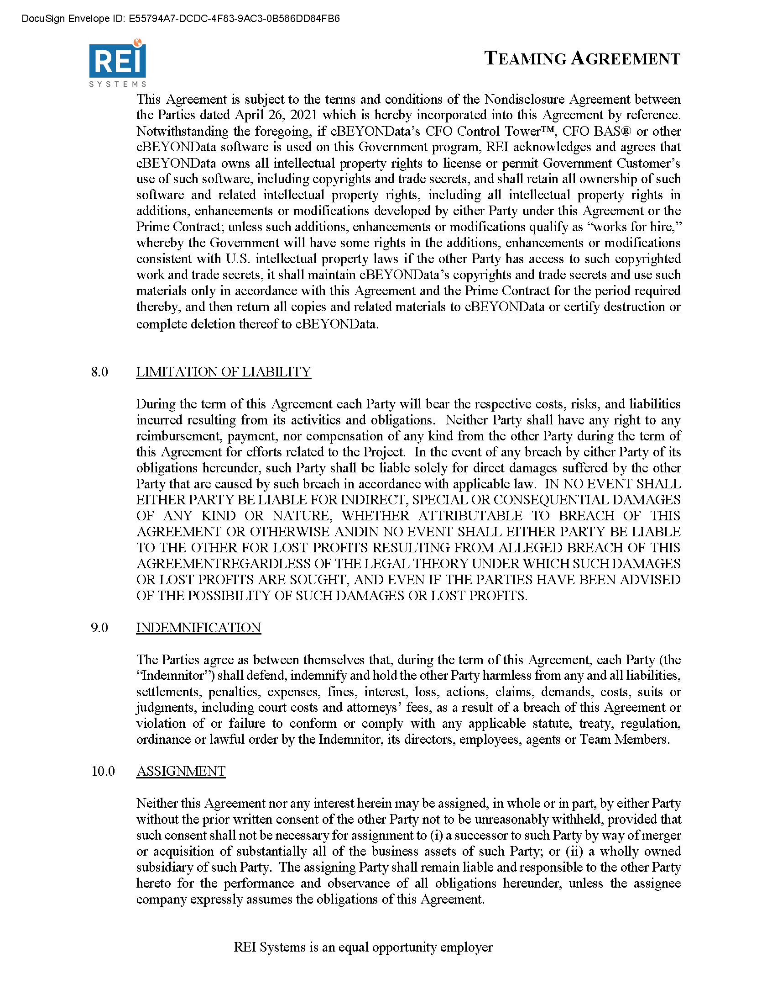 DocuSign Envelope ID: E55794A7-DCDC-4F83-9AC3-0B586DD84FB6
REI
SYSTEMS
TEAMING AGREEMENT
This Agreement is subject to the terms and conditions of the Nondisclosure Agreement between
the Parties dated April 26, 2021 which is hereby incorporated into this Agreement by reference.
Notwithstanding the foregoing, if cBEYONData’s CFO Control Tower™, CFO BAS® or other
cBEYONData software is used on this Government program, REI acknowledges and agrees that
cBEYONData owns all intellectual property rights to license or permit Government Customer’s
use of such software, including copyrights and trade secrets, and shall retain all ownership of such
software and related intellectual property rights, including all intellectual property rights in
additions, enhancements or modifications developed by either Party under this Agreement or the
Prime Contract; unless such additions, enhancements or modifications qualify as “works for hire,”
whereby the Government will have some rights in the additions, enhancements or modifications
consistent with U.S. intellectual property laws if the other Party has access to such copyrighted
work and trade secrets, it shall maintain cBEYONData’s copyrights and trade secrets and use such
materials only in accordance with this Agreement and the Prime Contract for the period required
thereby, and then return all copies and related materials to cBEYONData or certify destruction or
complete deletion thereof to cBEYONData.
8.0 LIMITATION OF LIABILITY
During the term of this Agreement each Party will bear the respective costs, risks, and liabilities
incurred resulting from its activities and obligations. Neither Party shall have any right to any
reimbursement, payment, nor compensation of any kind from the other Party during the term of
this Agreement for efforts related to the Project. In the event of any breach by either Party of its
obligations hereunder, such Party shall be liable solely for direct damages suffered by the other
Party that are caused by such breach in accordance with applicable law. IN NO EVENT SHALL
EITHER PARTY BE LIABLE FOR INDIRECT, SPECIAL OR CONSEQUENTIAL DAMAGES
OF ANY KIND OR NATURE, WHETHER ATTRIBUTABLE TO BREACH OF THIS
AGREEMENT OR OTHERWISE ANDIN NO EVENT SHALL EITHER PARTY BE LIABLE
TO THE OTHER FOR LOST PROFITS RESULTING FROM ALLEGED BREACH OF THIS
AGREEMENTREGARDLESS OF THE LEGAL THEORY UNDER WHICH SUCH DAMAGES
OR LOST PROFITS ARE SOUGHT, AND EVEN IF THE PARTIES HAVE BEEN ADVISED
OF THE POSSIBILITY OF SUCH DAMAGES OR LOST PROFITS.
9.0 INDEMNIFICATION
The Parties agree as between themselves that, during the term of this Agreement, each Party (the
“Indemnitor”) shall defend, indemnify and hold the other Party harmless from any and all liabilities,
settlements, penalties, expenses, fines, interest, loss, actions, claims, demands, costs, suits or
judgments, including court costs and attorneys’ fees, as a result of a breach of this Agreement or
violation of or failure to conform or comply with any applicable statute, treaty, regulation,
ordinance or lawful order by the Indemnitor, its directors, employees, agents or Team Members.
10.0 ASSIGNMENT
Neither this Agreement nor any interest herein may be assigned, in whole or in part, by either Party
without the prior written consent of the other Party not to be unreasonably withheld, provided that
such consent shall not be necessary for assignment to (i) a successor to such Party by way of merger
or acquisition of substantially all of the business assets of such Party; or (ii) a wholly owned
subsidiary of such Party. The assigning Party shall remain liable and responsible to the other Party
hereto for the performance and observance of all obligations hereunder, unless the assignee
company expressly assumes the obligations of this Agreement.
REI Systems is an equal opportunity employer